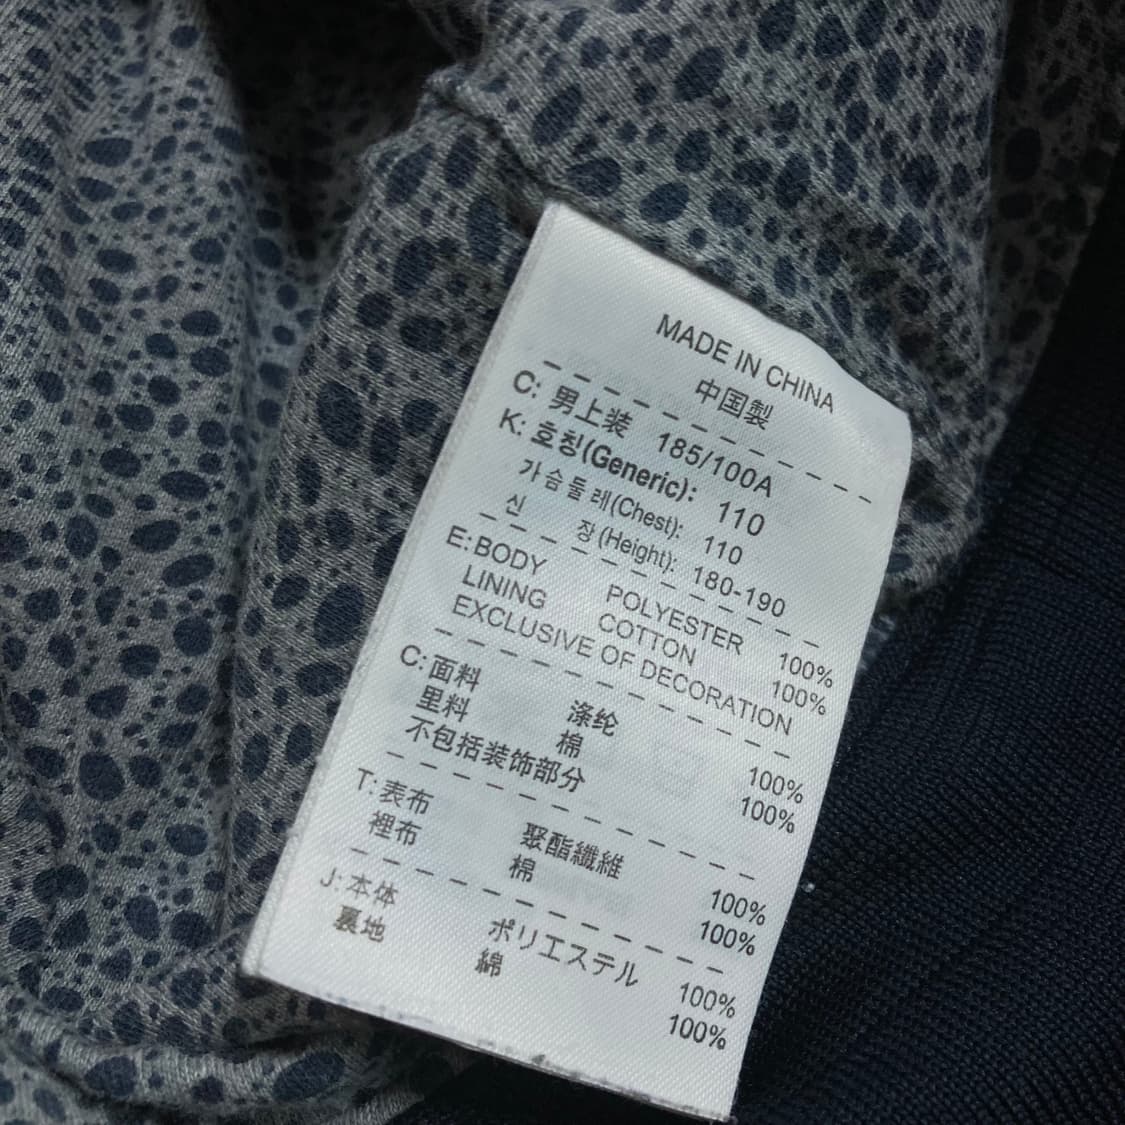 MADE IN CHINA
中国製
C: 男上装 185/100A
K: 호칭(Generic): 110
가슴둘레(Chest): 110
신 장(Height): 180-190
E: BODY POLYESTER 100%
LINING COTTON 100%
EXCLUSIVE OF DECORATION
C: 面料 涤纶 100%
里料 棉 100%
不包括装饰部分
T: 表布 聚酯纖維 100%
裡布 棉 100%
J: 本体 ポリエステル 100%
裏地 綿 100%